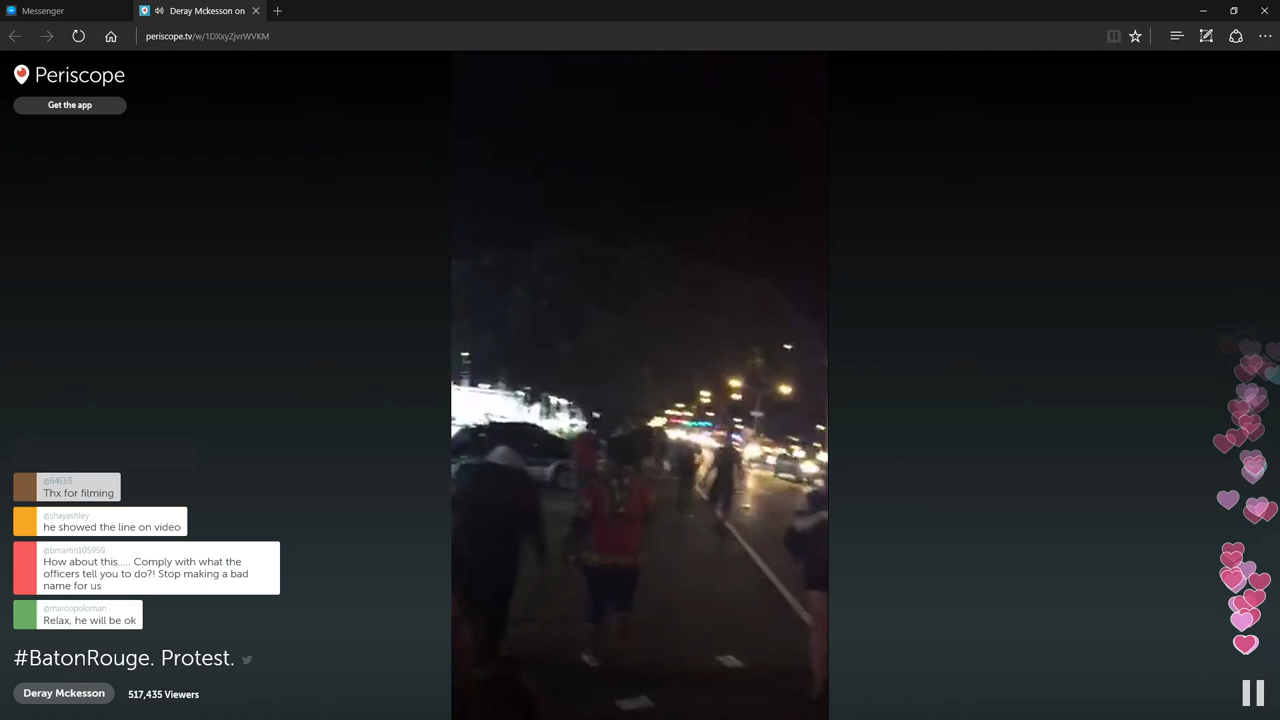 Messenger
Deray Mckesson on
periscope.tv/w/1DXxyZjvrWVKM
Periscope
Get the app
@64Eli3
Thx for filming
@shayashley
he showed the line on video
@bmartin105959
How about this..... Comply with what the
officers tell you to do?! Stop making a bad
name for us
@marcopoloman
Relax, he will be ok
#BatonRouge. Protest.
Deray Mckesson
517,435 Viewers